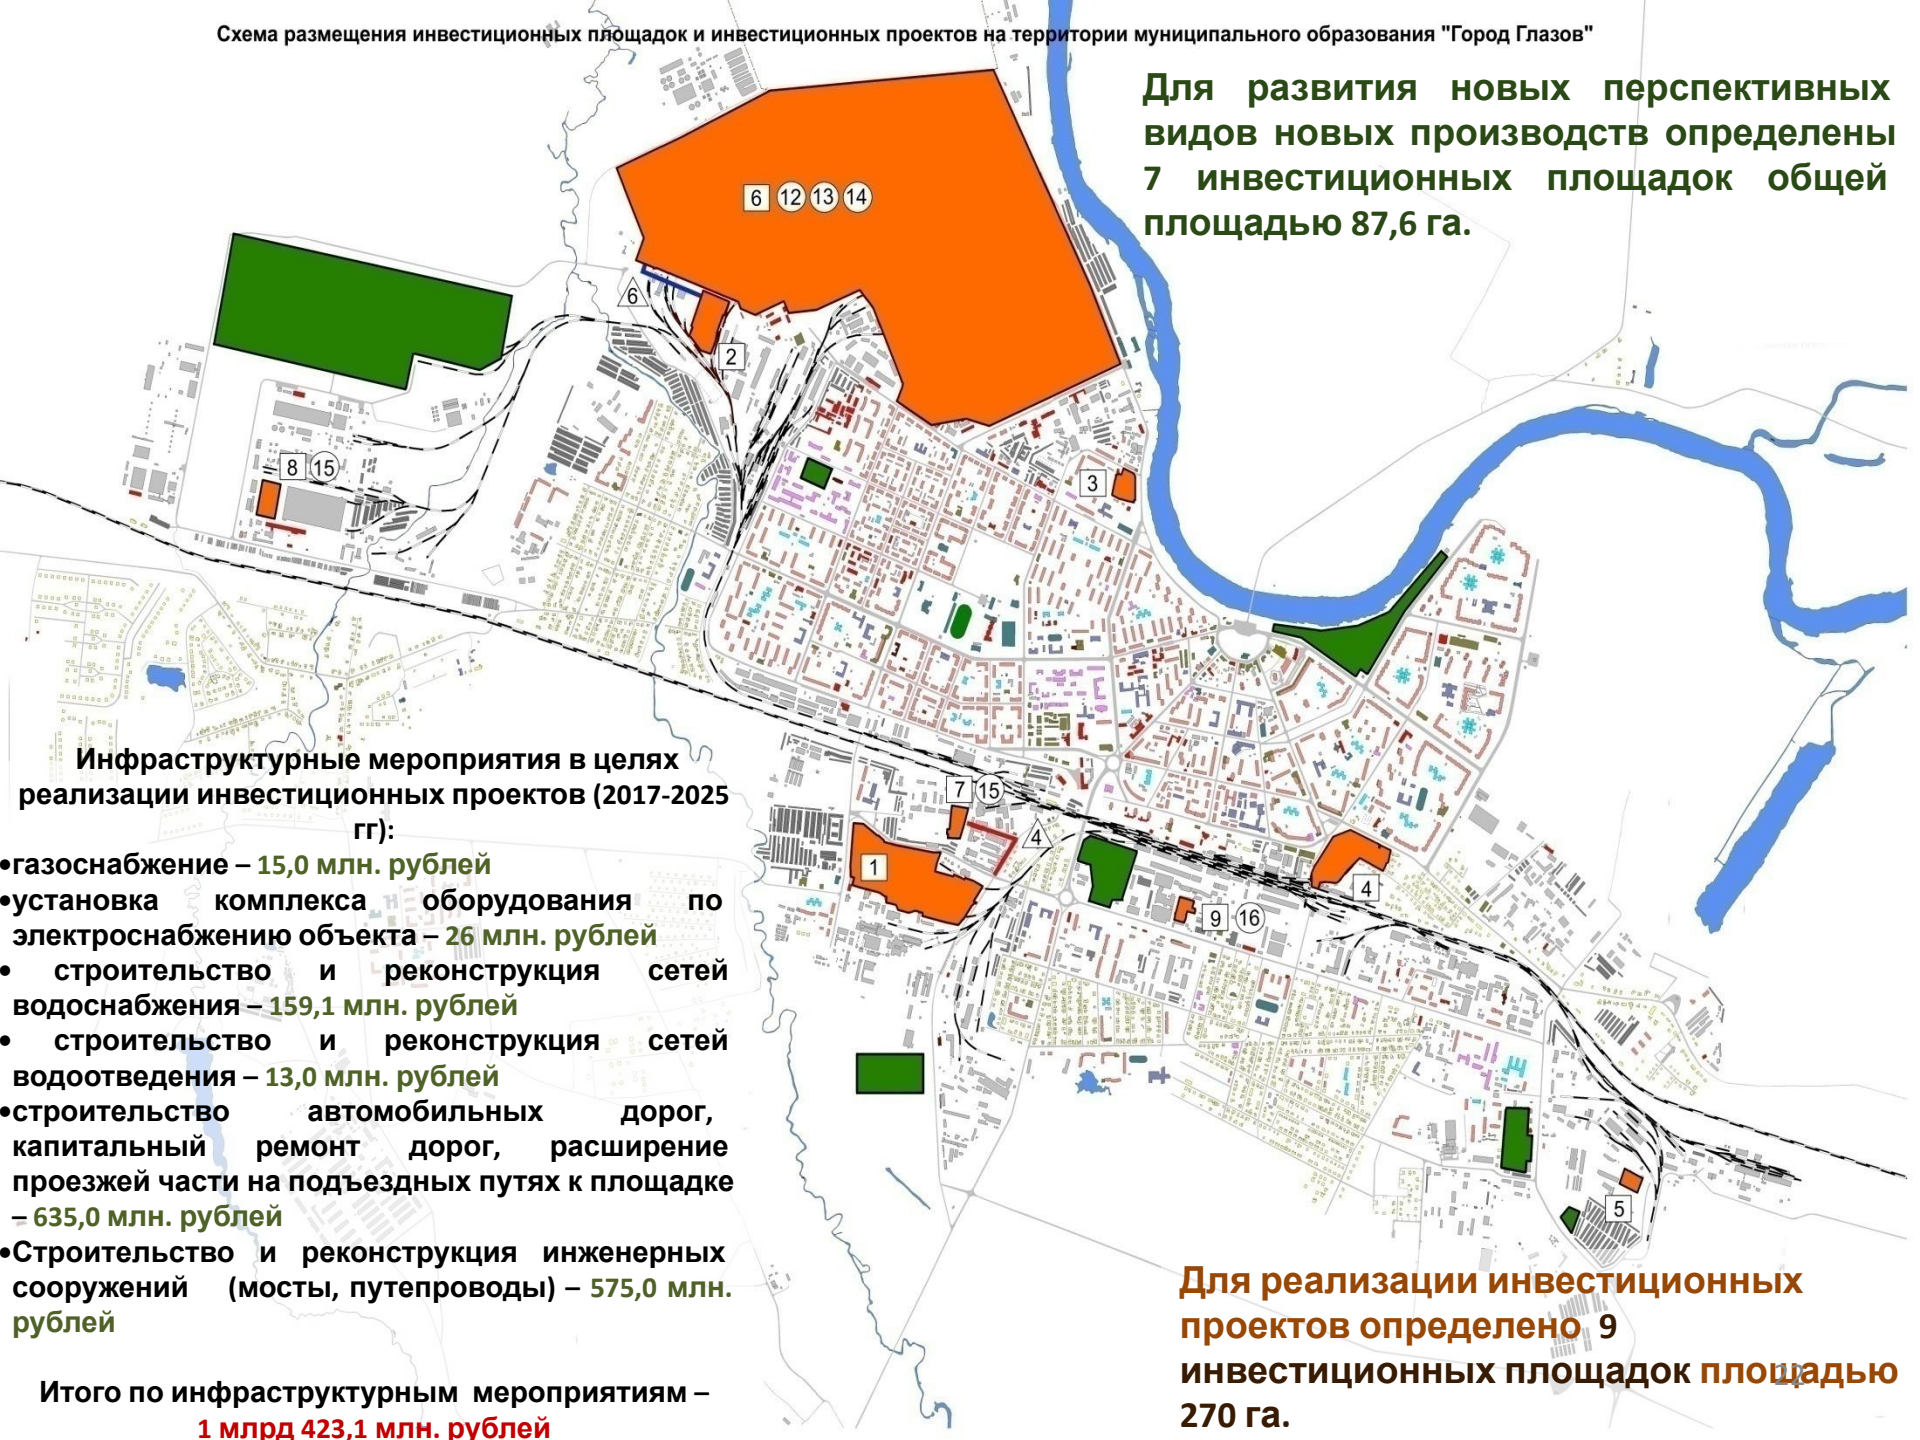 Схема размещения инвестиционных площадок и инвестиционных проектов на территории муниципального образования "Город Глазов"
Для развития новых перспективных
видов новых производств определены
7 инвестиционных площадок общей
площадью 87,6 га.
6 12 13 14
6
2
8 15
3
7 15
4
1
4
9 16
5
Инфраструктурные мероприятия в целях
реализации инвестиционных проектов (2017-2025
гг):
•газоснабжение – 15,0 млн. рублей
•установка комплекса оборудования по
электроснабжению объекта – 26 млн. рублей
• строительство и реконструкция сетей
водоснабжения – 159,1 млн. рублей
• строительство и реконструкция сетей
водоотведения – 13,0 млн. рублей
•строительство автомобильных дорог,
капитальный ремонт дорог, расширение
проезжей части на подъездных путях к площадке
– 635,0 млн. рублей
•Строительство и реконструкция инженерных
сооружений (мосты, путепроводы) – 575,0 млн.
рублей
Итого по инфраструктурным мероприятиям –
1 млрд 423,1 млн. рублей
Для реализации инвестиционных
проектов определено 9
инвестиционных площадок площадью
270 га.
22